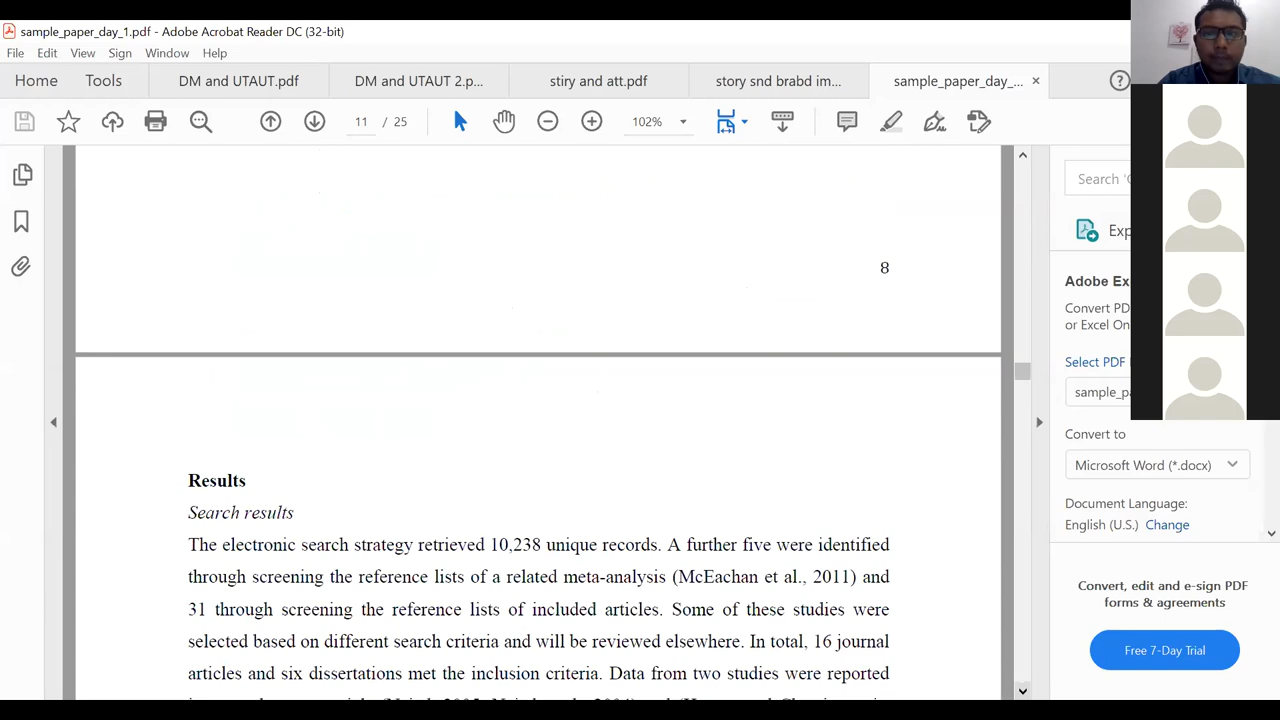 sample_paper_day_1.pdf - Adobe Acrobat Reader DC (32-bit)
File Edit View Sign Window Help
Home Tools DM and UTAUT.pdf DM and UTAUT 2.p... stiry and att.pdf story snd brabd im... sample_paper_day_... ×
11 / 25 102%
Search
8
Exp
Adobe Ex
Convert PD
or Excel On
Select PDF
sample_pa
Convert to
Microsoft Word (*.docx)
Document Language:
English (U.S.) Change
Convert, edit and e-sign PDF
forms & agreements
Free 7-Day Trial
Results
Search results
The electronic search strategy retrieved 10,238 unique records. A further five were identified
through screening the reference lists of a related meta-analysis (McEachan et al., 2011) and
31 through screening the reference lists of included articles. Some of these studies were
selected based on different search criteria and will be reviewed elsewhere. In total, 16 journal
articles and six dissertations met the inclusion criteria. Data from two studies were reported